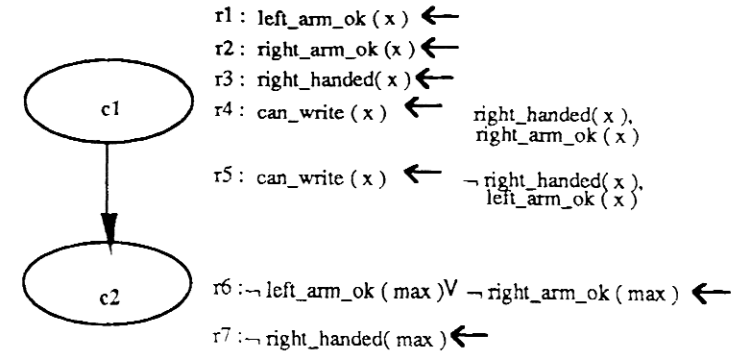 r1 : left_arm_ok ( x ) ←
r2 : right_arm_ok (x ) ←
r3 : right_handed( x ) ←
c1
r4 : can_write ( x ) ← right_handed( x ),
right_arm_ok ( x )
r5 : can_write ( x ) ← ¬ right_handed( x ),
left_arm_ok ( x )
c2
r6 :¬ left_arm_ok ( max )V ¬ right_arm_ok ( max ) ←
r7 :¬ right_handed( max ) ←